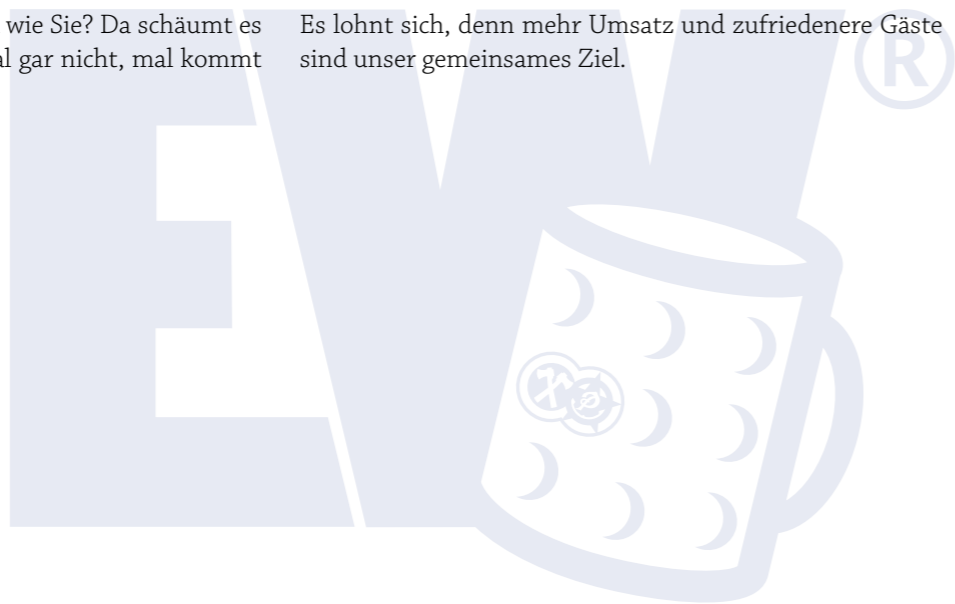 wie Sie? Da schäumt es
gar nicht, mal kommt
Es lohnt sich, denn mehr Umsatz und zufriedenere Gäste
sind unser gemeinsames Ziel.
EW®